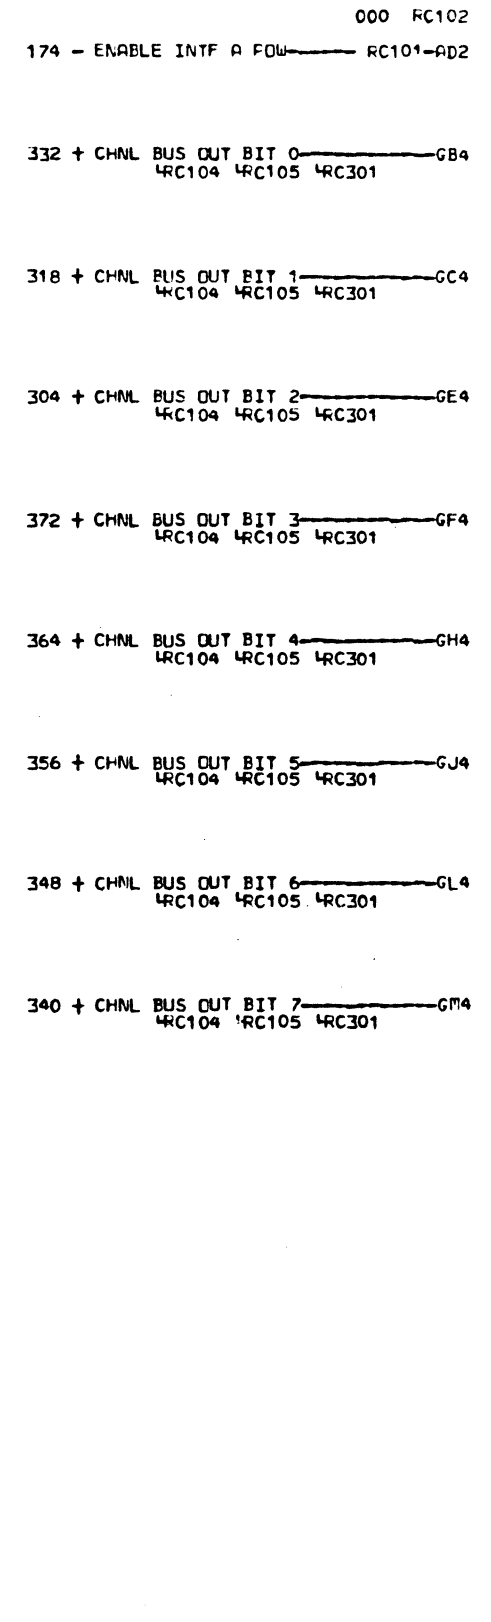 000 RC102
174 - ENABLE INTF A POW RC101-AD2
332 + CHNL BUS OUT BIT 0 GB4
RC104 RC105 RC301
318 + CHNL BUS OUT BIT 1 GC4
RC104 RC105 RC301
304 + CHNL BUS OUT BIT 2 GE4
RC104 RC105 RC301
372 + CHNL BUS OUT BIT 3 GF4
RC104 RC105 RC301
364 + CHNL BUS OUT BIT 4 GH4
RC104 RC105 RC301
356 + CHNL BUS OUT BIT 5 GJ4
RC104 RC105 RC301
348 + CHNL BUS OUT BIT 6 GL4
RC104 RC105 RC301
340 + CHNL BUS OUT BIT 7 GM4
RC104 RC105 RC301